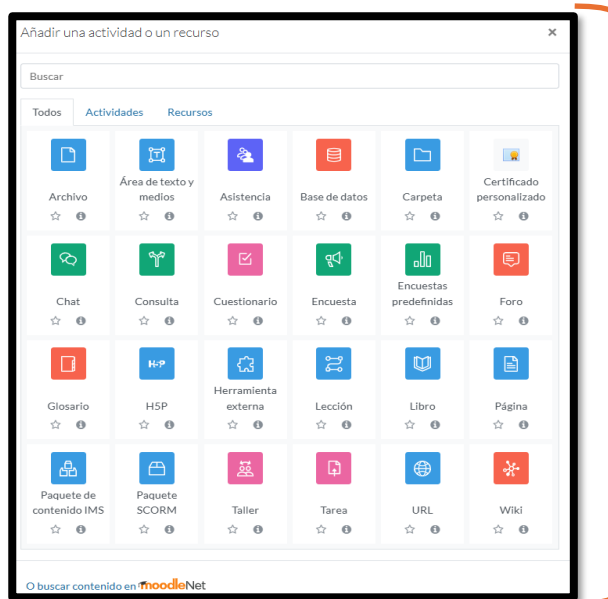 Añadir una actividad o un recurso
Buscar
Todos Actividades Recursos
Archivo
Área de texto y
medios
Asistencia
Base de datos
Carpeta
Certificado
personalizado
Chat
Consulta
Cuestionario
Encuesta
Encuestas
predefinidas
Foro
Glosario
H5P
H5P
Herramienta
externa
Lección
Libro
Página
Paquete de
contenido IMS
Paquete
SCORM
Taller
Tarea
URL
Wiki
O buscar contenido en moodleNet